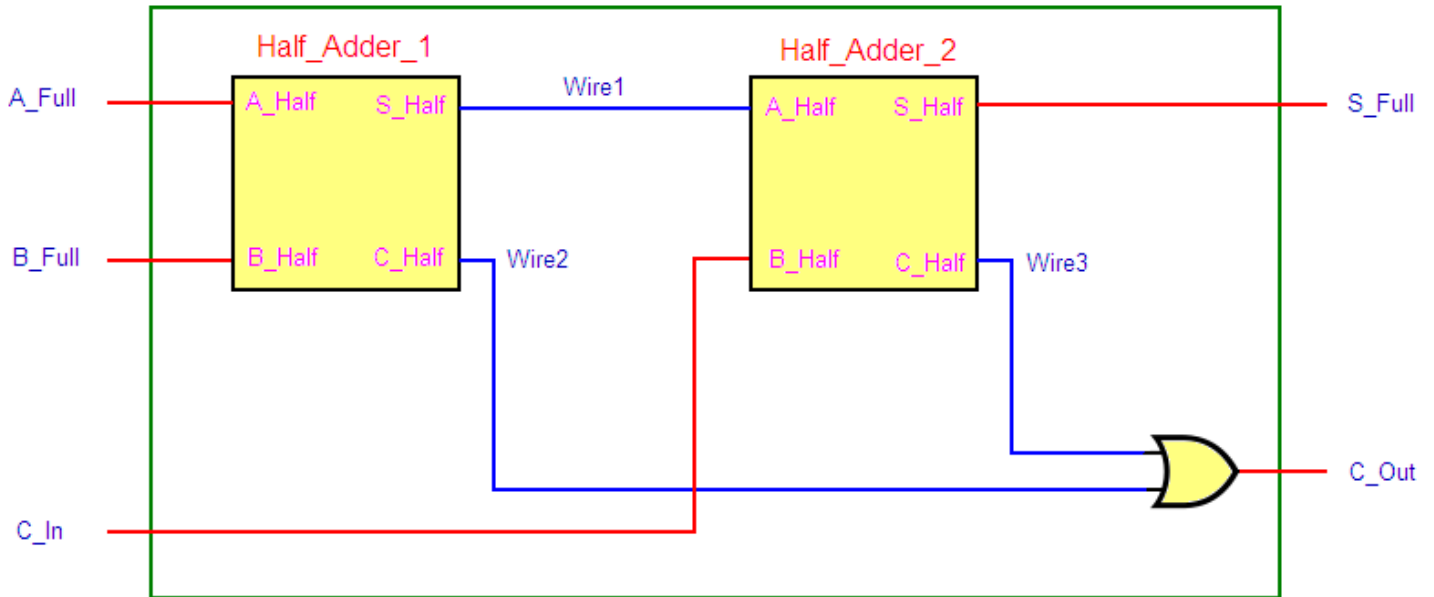 Half_Adder_1
Half_Adder_2
A_Full
A_Half
S_Half
Wire1
A_Half
S_Half
S_Full
B_Full
B_Half
C_Half
Wire2
B_Half
C_Half
Wire3
C_Out
C_In